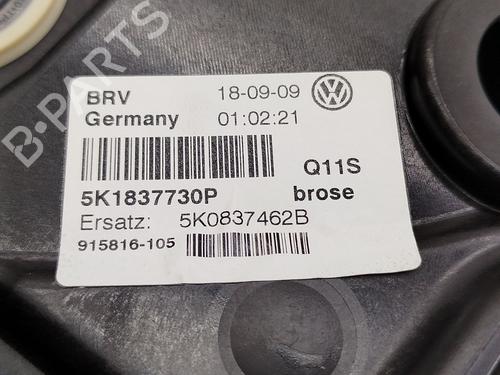 B-PARTS
BRV 18-09-09
Germany 01:02:21
Q11S
5K1837730P brose
Ersatz: 5K0837462B
915816-105